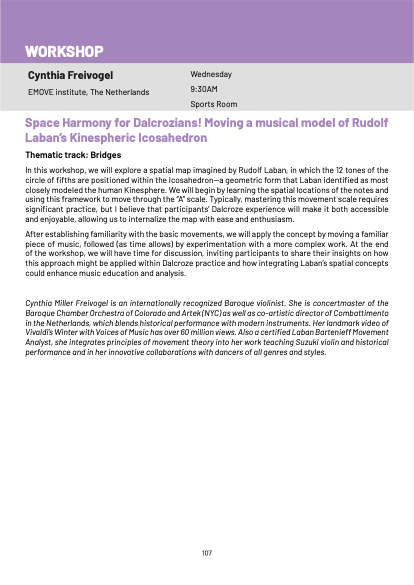 WORKSHOP
Cynthia Freivogel
EMOVE institute, The Netherlands
Wednesday
9:30AM
Sports Room
Space Harmony for Dalcrozians! Moving a musical model of Rudolf
Laban's Kinespheric Icosahedron
Thematic track: Bridges
In this workshop, we will explore a spatial map imagined by Rudolf Laban, in which the 12 tones of the
circle of fifths are positioned within the Icosahedron—a geometric form that Laban identified as most
closely modeled the human Kinesphere. We will begin by learning the spatial locations of the notes and
using this framework to move through the "A" scale. Typically, mastering this movement scale requires
significant practice, but I believe that participants' Dalcroze experience will make it both accessible
and enjoyable, allowing us to internalize the map with ease and enthusiasm.
After establishing familiarity with the basic movements, we will apply the concept by moving a familiar
piece of music, followed (as time allows) by experimentation with a more complex work. At the end
of the workshop, we will have time for discussion, inviting participants to share their insights on how
this approach might be applied within Dalcroze practice and how integrating Laban's spatial concepts
could enhance music education and analysis.
Cynthia Miller Freivogel is an internationally recognized Baroque violinist. She is concertmaster of the
Baroque Chamber Orchestra of Colorado and Artek (NYC) as well as co-artistic director of Combattimento
in the Netherlands, which blends historical performance with modern instruments. Her landmark video of
Vivaldi's Winter with Voices of Music has over 60 million views. Also a certified Laban Bartenieff Movement
Analyst, she integrates principles of movement theory into her work teaching Suzuki violin and historical
performance and in her innovative collaborations with dancers of all genres and styles.
107